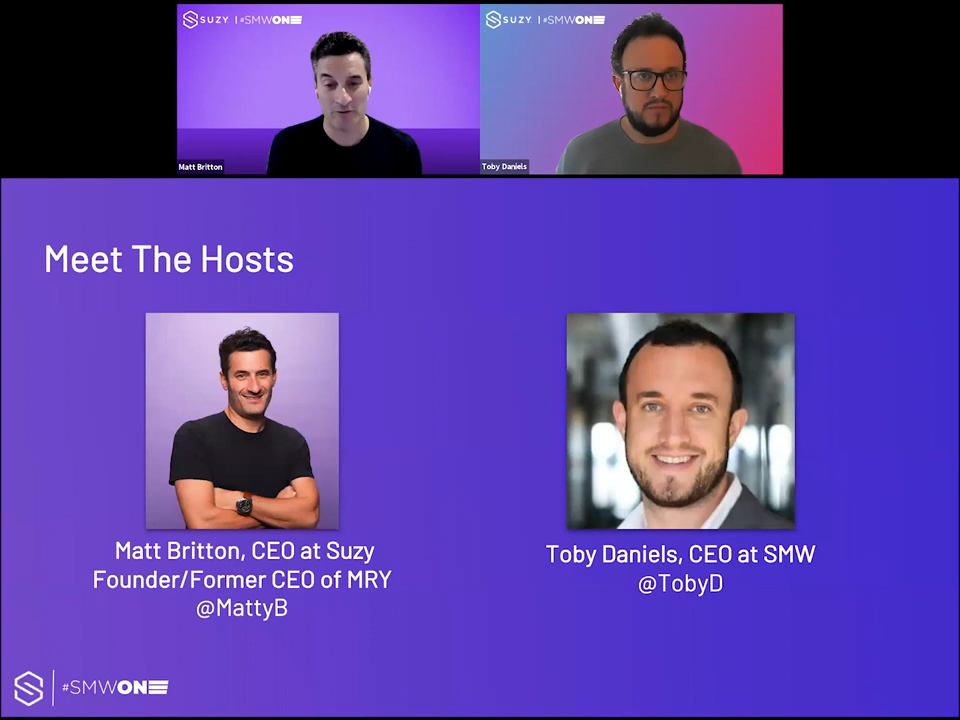 SUZY | #SMWONE
SUZY | #SMWONE
Matt Britton
Toby Daniels
Meet The Hosts
Matt Britton, CEO at Suzy
Founder/Former CEO of MRY
@MattyB
Toby Daniels, CEO at SMW
@TobyD
#SMWONE